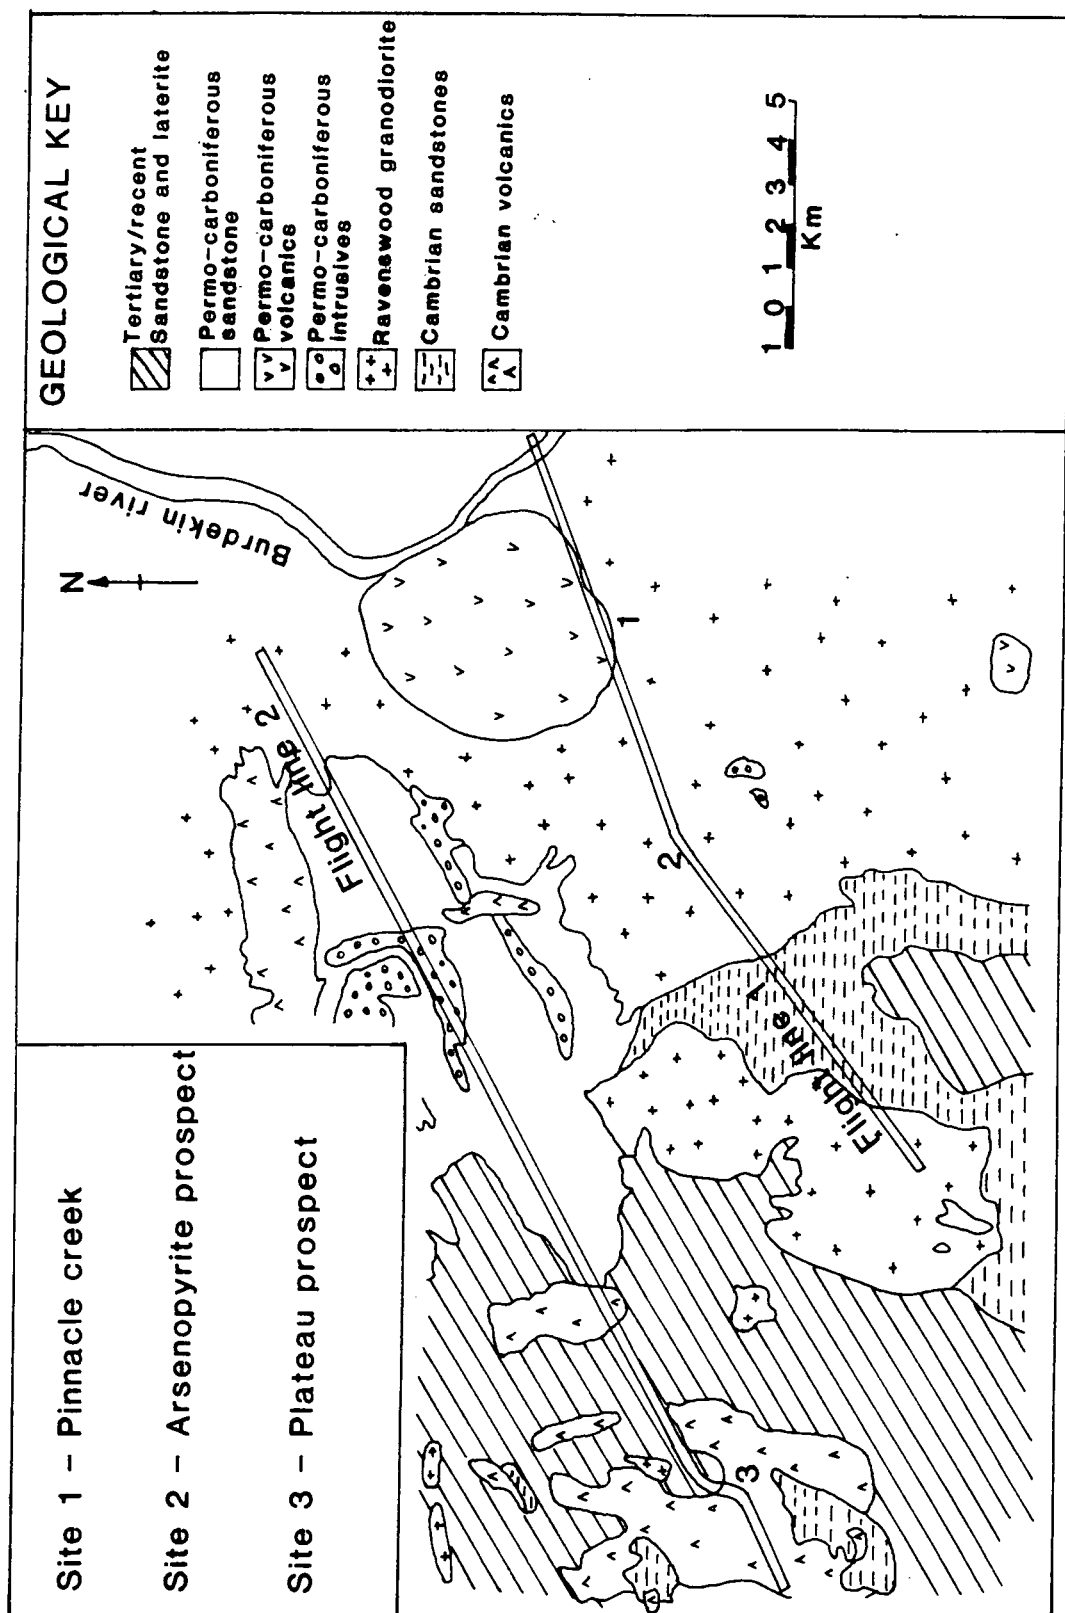 Site 1 – Pinnacle creek
Site 2 – Arsenopyrite prospect
Site 3 – Plateau prospect
N
Burdekin river
Flight line 2
Flight line 1
1
2
3
GEOLOGICAL KEY
Tertiary/recent
Sandstone and laterite
Permo-carboniferous
sandstone
Permo-carboniferous
volcanics
Permo-carboniferous
intrusives
Ravenswood granodiorite
Cambrian sandstones
Cambrian volcanics
1 0 1 2 3 4 5
Km